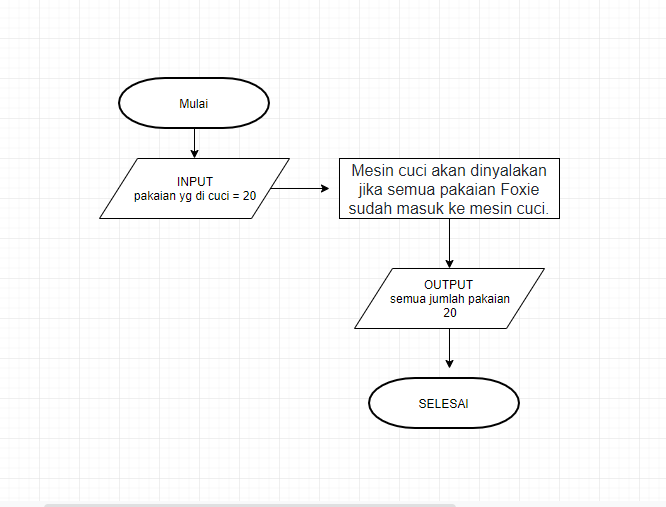 Mulai
INPUT
pakaian yg di cuci = 20
Mesin cuci akan dinyalakan
jika semua pakaian Foxie
sudah masuk ke mesin cuci.
OUTPUT
semua jumlah pakaian
20
SELESAI